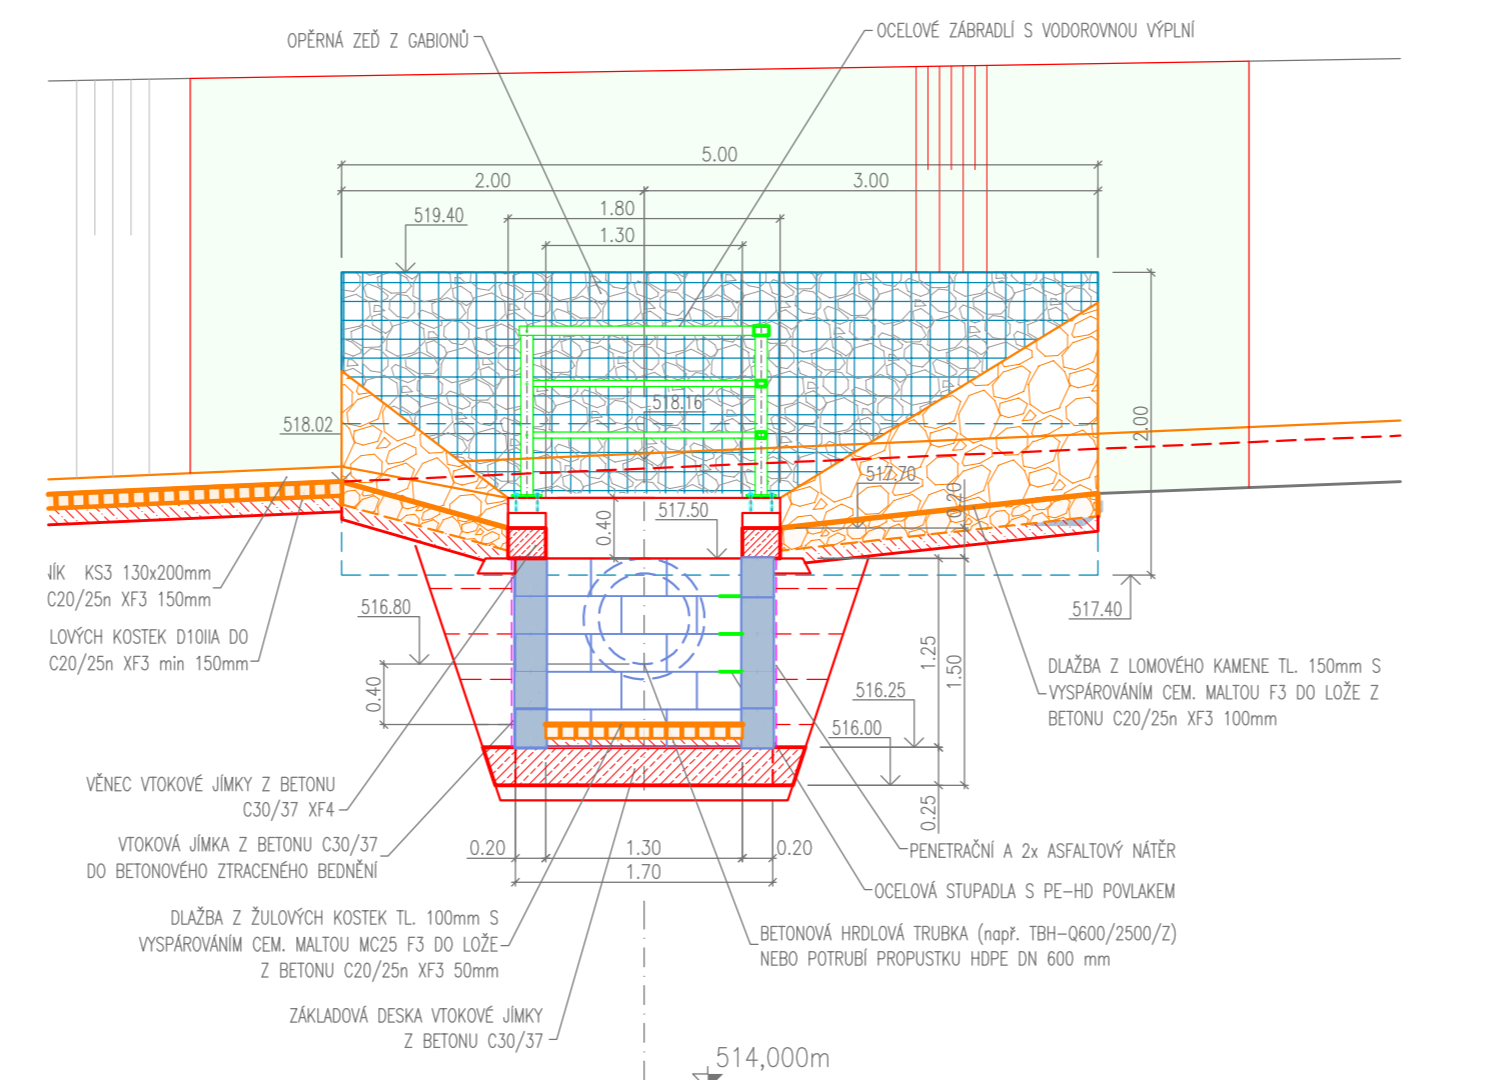 OPĚRNÁ ZEĎ Z GABIONŮ
OCELOVÉ ZÁBRADLÍ S VODOROVNOU VÝPLNÍ
5.00
2.00
3.00
1.80
519.40
1.30
518.16
518.02
2.00
517.70
0.20
517.50
0.40
KS3 130x200mm
C20/25n XF3 150mm
516.80
517.40
LOVÝCH KOSTEK D10IIA DO
C20/25n XF3 min 150mm
1.25
1.50
DLAŽBA Z LOMOVÉHO KAMENE TL. 150mm S
VYSPÁROVÁNÍM CEM. MALTOU F3 DO LOŽE Z
BETONU C20/25n XF3 100mm
0.40
516.25
516.00
VĚNEC VTOKOVÉ JÍMKY Z BETONU
C30/37 XF4
0.25
VTOKOVÁ JÍMKA Z BETONU C30/37
DO BETONOVÉHO ZTRACENÉHO BEDNĚNÍ
0.20
1.30
0.20
1.70
PENETRAČNÍ A 2x ASFALTOVÝ NÁTĚR
OCELOVÁ STUPADLA S PE-HD POVLAKEM
DLAŽBA Z ŽULOVÝCH KOSTEK TL. 100mm S
VYSPÁROVÁNÍM CEM. MALTOU MC25 F3 DO LOŽE
Z BETONU C20/25n XF3 50mm
BETONOVÁ HRDLOVÁ TRUBKA (např. TBH-Q600/2500/Z)
NEBO POTRUBÍ PROPUSTKU HDPE DN 600 mm
ZÁKLADOVÁ DESKA VTOKOVÉ JÍMKY
Z BETONU C30/37
514,000m